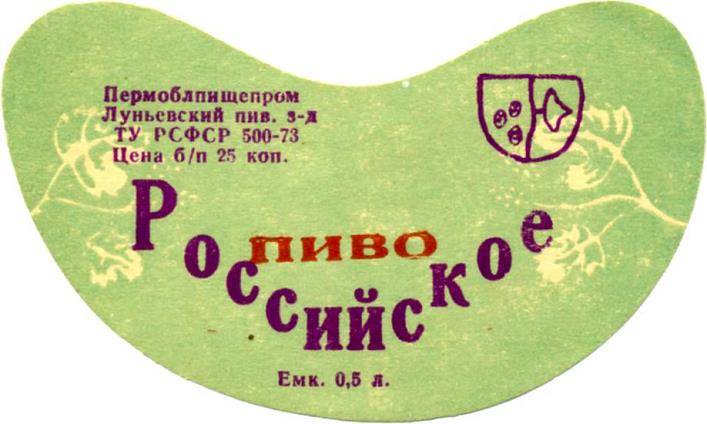 Пермоблпищепром
Луньевский пив. з-д
ТУ РСФСР 500-73
Цена б/п 25 коп.
пиво
Российское
Емк. 0,5 л.